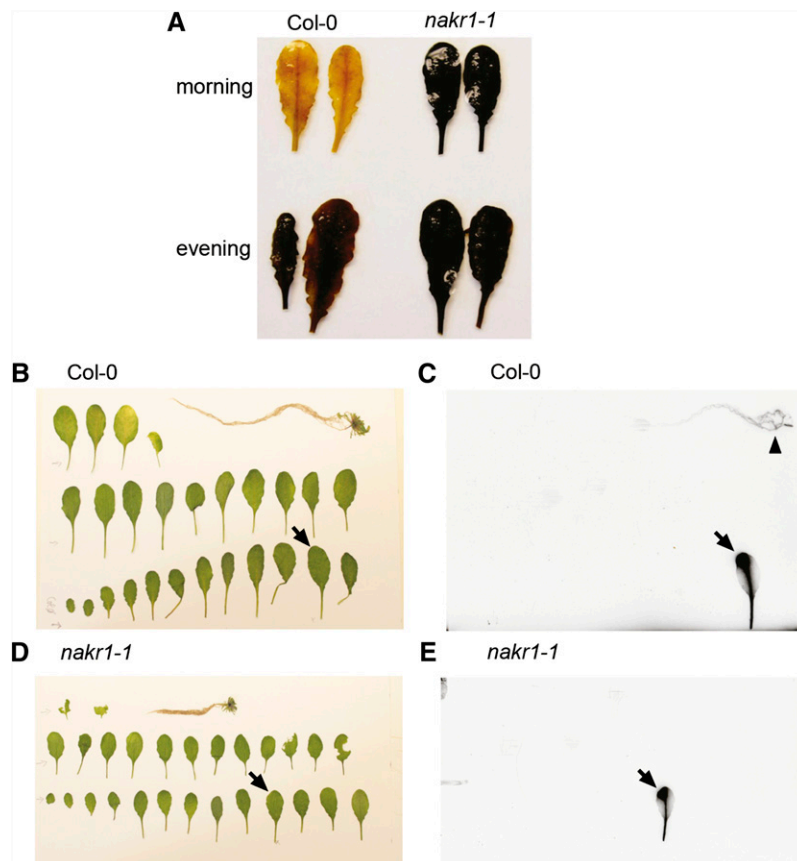 A
Col-0 nakr1-1
morning
evening
B Col-0
C Col-0
D nakr1-1
E nakr1-1